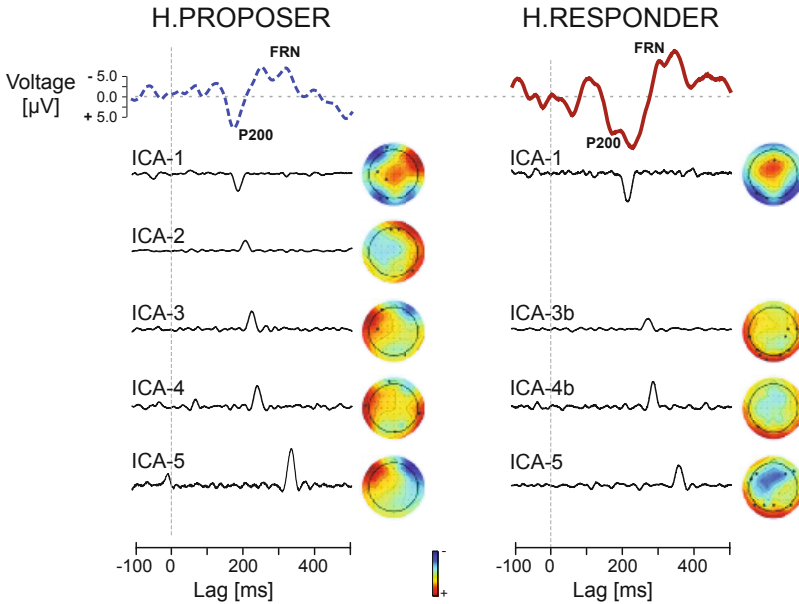 H.PROPOSER
H.RESPONDER
FRN
FRN
Voltage
[µV]
- 5.0
0.0
+ 5.0
P200
P200
ICA-1
ICA-1
ICA-2
ICA-3
ICA-3b
ICA-4
ICA-4b
ICA-5
ICA-5
-100 0 200 400
-100 0 200 400
Lag [ms]
Lag [ms]
-
+